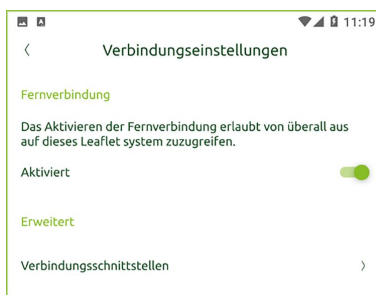 11:19
Verbindungseinstellungen
Fernverbindung
Das Aktivieren der Fernverbindung erlaubt von überall aus
auf dieses Leaflet system zuzugreifen.
Aktiviert
Erweitert
Verbindungsschnittstellen